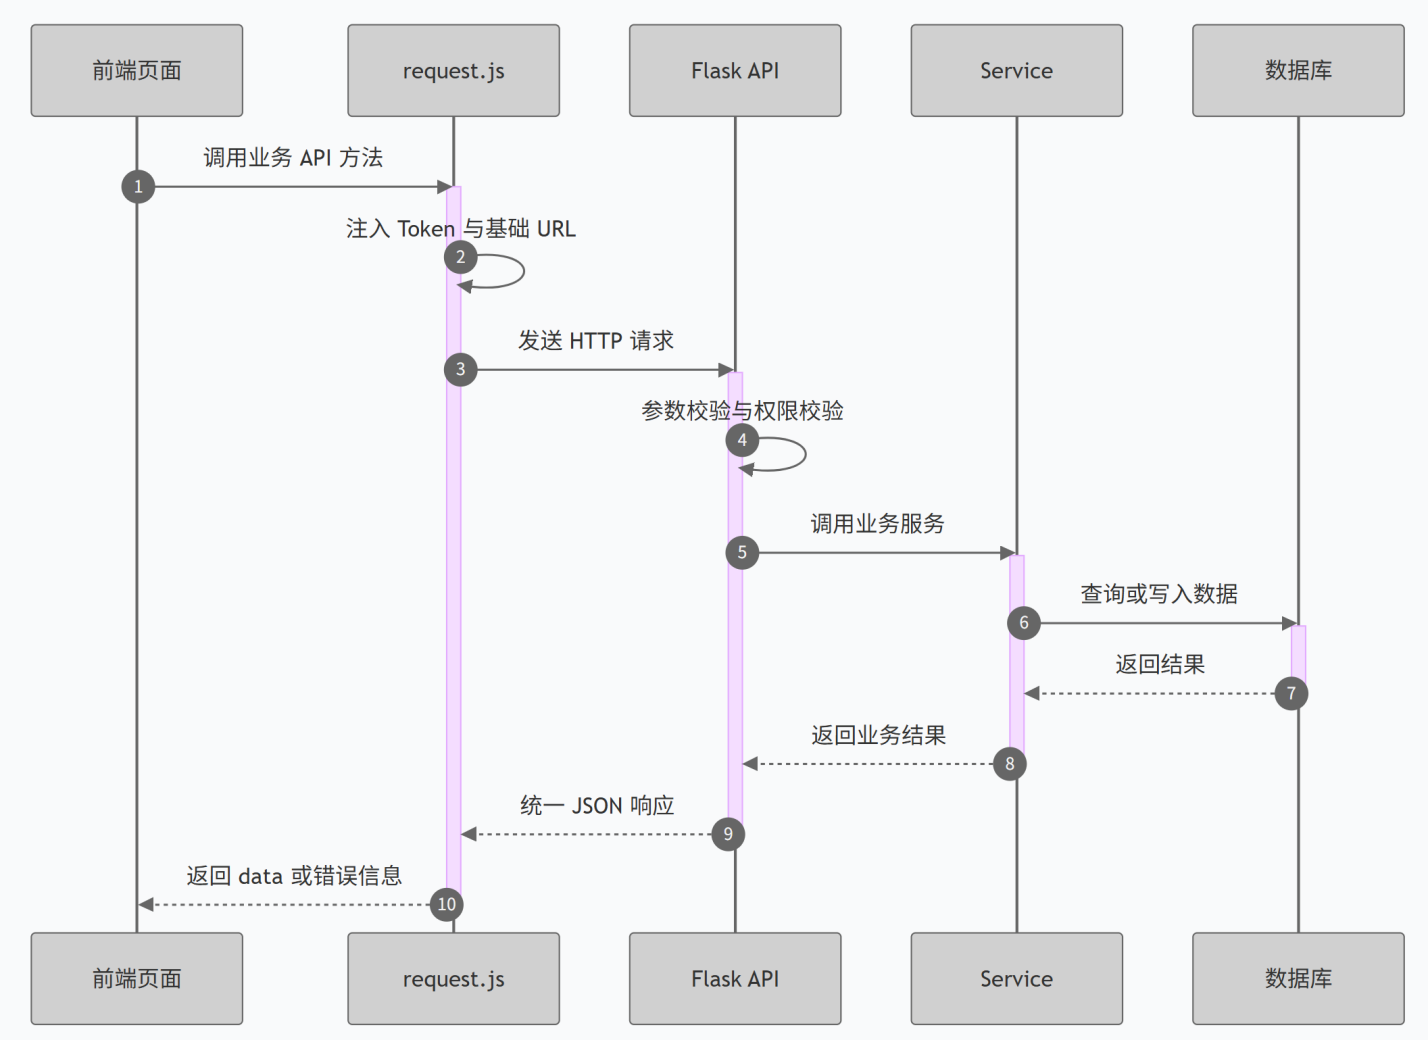 前端页面
request.js
Flask API
Service
数据库
调用业务 API 方法
1
注入 Token 与基础 URL
2
发送 HTTP 请求
3
参数校验与权限校验
4
调用业务服务
5
查询或写入数据
6
返回结果
7
返回业务结果
8
统一 JSON 响应
9
返回 data 或错误信息
10
前端页面
request.js
Flask API
Service
数据库